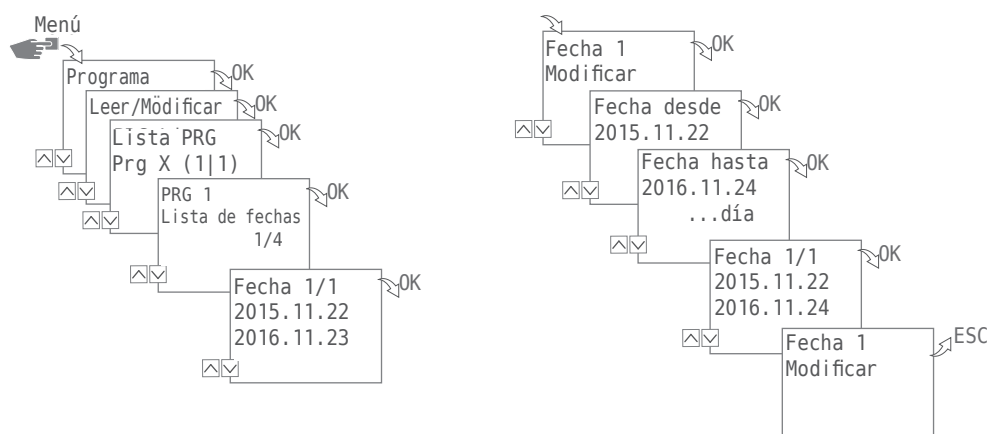 Menú
Programa
OK
Leer/Modificar
OK
Lista PRG
Prg X (1|1)
OK
PRG 1
Lista de fechas
1/4
OK
Fecha 1/1
2015.11.22
2016.11.23
OK
Fecha 1
Modificar
OK
Fecha desde
2015.11.22
OK
Fecha hasta
2016.11.24
...día
OK
Fecha 1/1
2015.11.22
2016.11.24
OK
Fecha 1
Modificar
ESC